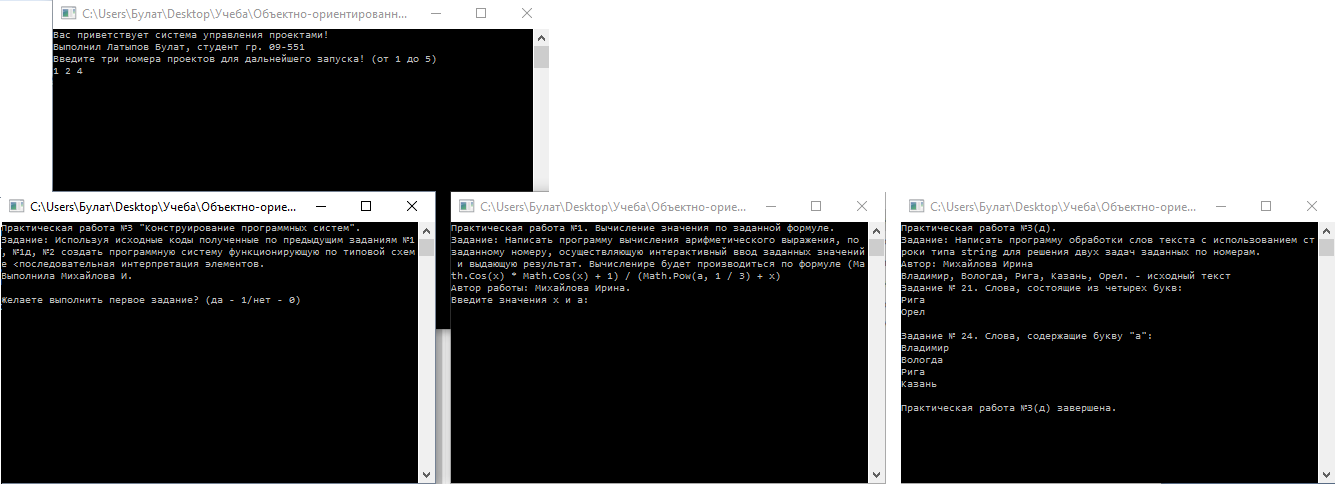 C:\Users\Булат\Desktop\Учеба\Объектно-ориентированн...
Вас приветствует система управления проектами!
Выполнил Латыпов Булат, студент гр. 09-551
Введите три номера проектов для дальнейшего запуска! (от 1 до 5)
1 2 4
C:\Users\Булат\Desktop\Учеба\Объектно-орие...
Практическая работа №3 "Конструирование программных систем".
Задание: Используя исходные коды полученные по предыдущим заданиям №1
, №1д, №2 создать программную систему функционирующую по типовой схем
е <последовательная интерпретация элементов.
Выполнила Михайлова И.
Желаете выполнить первое задание? (да - 1/нет - 0)
C:\Users\Булат\Desktop\Учеба\Объектно-орие...
Практическая работа №1. Вычисление значения по заданной формуле.
Задание: Написать программу вычисления арифметического выражения, по
заданному номеру, осуществляющую интерактивный ввод заданных значений
и выдающую результат. Вычисленире будет производиться по формуле (Ma
th.Cos(x) * Math.Cos(x) + 1) / (Math.Pow(a, 1 / 3) + x)
Автор работы: Михайлова Ирина.
Введите значения x и a:
C:\Users\Булат\Desktop\Учеба\Объектно-орие...
Практическая работа №3(д).
Задание: Написать программу обработки слов текста с использованием ст
роки типа string для решения двух задач заданных по номерам.
Автор: Михайлова Ирина
Владимир, Вологда, Рига, Казань, Орел. - исходный текст
Задание № 21. Слова, состоящие из четырех букв:
Рига
Орел
Задание № 24. Слова, содержащие букву "а":
Владимир
Вологда
Рига
Казань
Практическая работа №3(д) завершена.